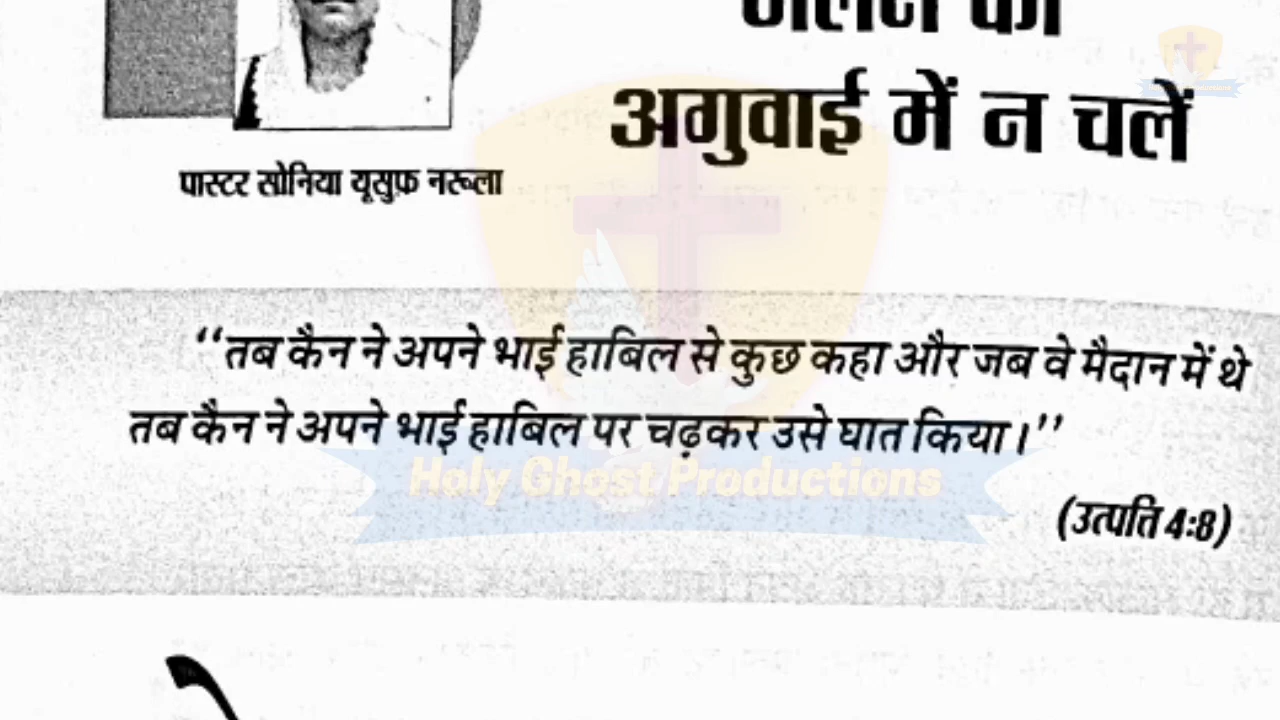 अगुवाई में न चलें
पास्टर सोनिया यूसुफ़ नरूला
“तब कैन ने अपने भाई हाबिल से कुछ कहा और जब वे मैदान में थे
तब कैन ने अपने भाई हाबिल पर चढ़कर उसे घात किया।”
Holy Ghost Productions
(उत्पति 4:8)